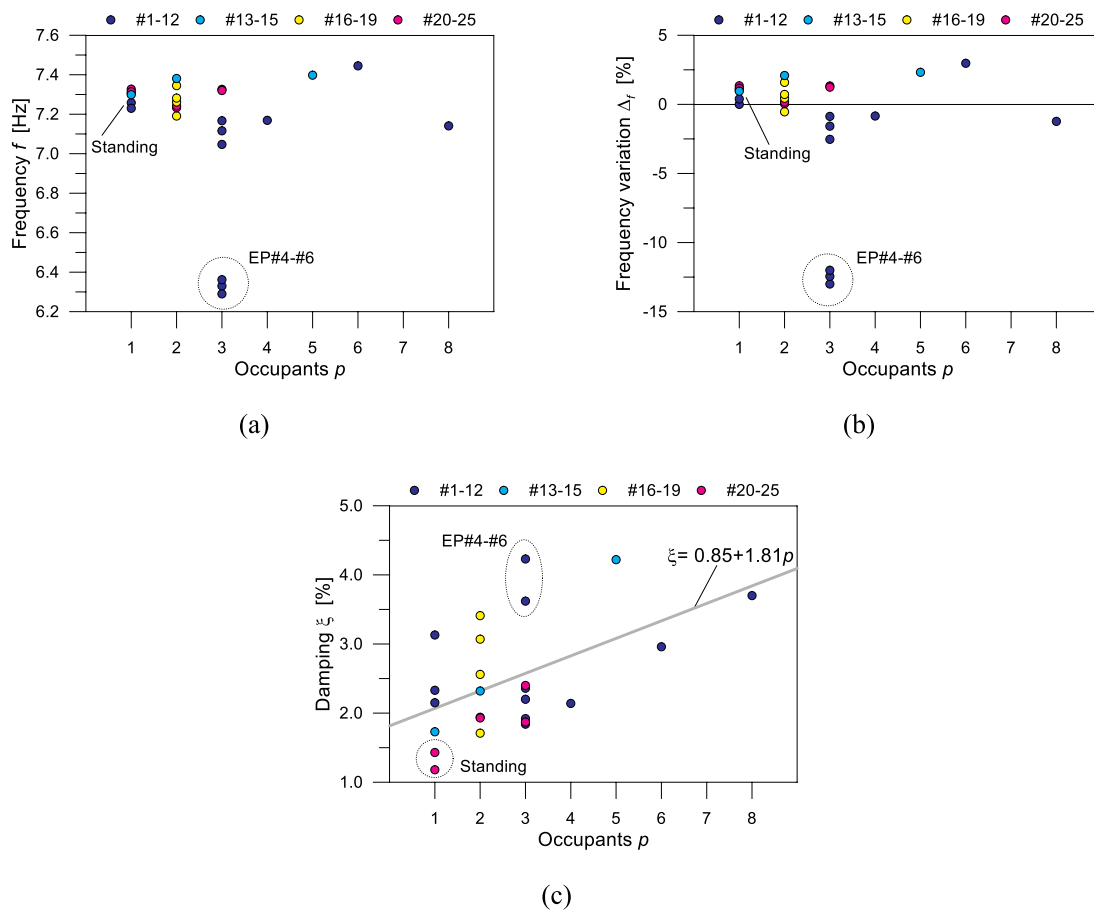 #1-12 #13-15 #16-19 #20-25
7.6
7.4
7.2
7.0
6.8
6.6
6.4
6.2
Frequency f [Hz]
Standing
EP#4-#6
1 2 3 4 5 6 7 8
Occupants p
(a)
#1-12 #13-15 #16-19 #20-25
5
0
-5
-10
-15
Frequency variation Δf [%]
Standing
EP#4-#6
1 2 3 4 5 6 7 8
Occupants p
(b)
#1-12 #13-15 #16-19 #20-25
5.0
4.0
3.0
2.0
1.0
Damping ξ [%]
EP#4-#6
ξ= 0.85+1.81p
Standing
1 2 3 4 5 6 7 8
Occupants p
(c)